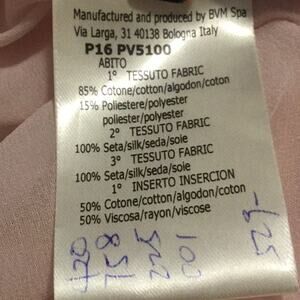 Manufactured and produced by BVM Spa
Via Larga, 31 40138 Bologna Italy
P16 PV5100
ABITO
1° TESSUTO FABRIC
85% Cotone/cotton/algodon/coton
15% Poliestere/polyester
poliester/polyester
2° TESSUTO FABRIC
100% Seta/silk/seda/soie
3° TESSUTO FABRIC
100% Seta/silk/seda/soie
1° INSERTO INSERCION
50% Cotone/cotton/algodon/coton
50% Viscosa/rayon/viscose
100
529-